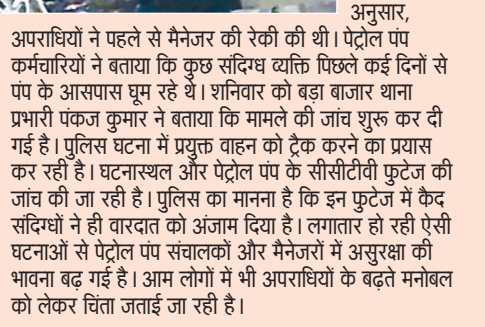 अनुसार,
अपराधियों ने पहले से मैनेजर की रेकी की थी। पेट्रोल पंप
कर्मचारियों ने बताया कि कुछ संदिग्ध व्यक्ति पिछले कई दिनों से
पंप के आसपास घूम रहे थे। शनिवार को बड़ा बाजार थाना
प्रभारी पंकज कुमार ने बताया कि मामले की जांच शुरू कर दी
गई है। पुलिस घटना में प्रयुक्त वाहन को ट्रैक करने का प्रयास
कर रही है। घटनास्थल और पेट्रोल पंप के सीसीटीवी फुटेज की
जांच की जा रही है। पुलिस का मानना है कि इन फुटेज में कैद
संदिग्धों ने ही वारदात को अंजाम दिया है। लगातार हो रही ऐसी
घटनाओं से पेट्रोल पंप संचालकों और मैनेजरों में असुरक्षा की
भावना बढ़ गई है। आम लोगों में भी अपराधियों के बढ़ते मनोबल
को लेकर चिंता जताई जा रही है।